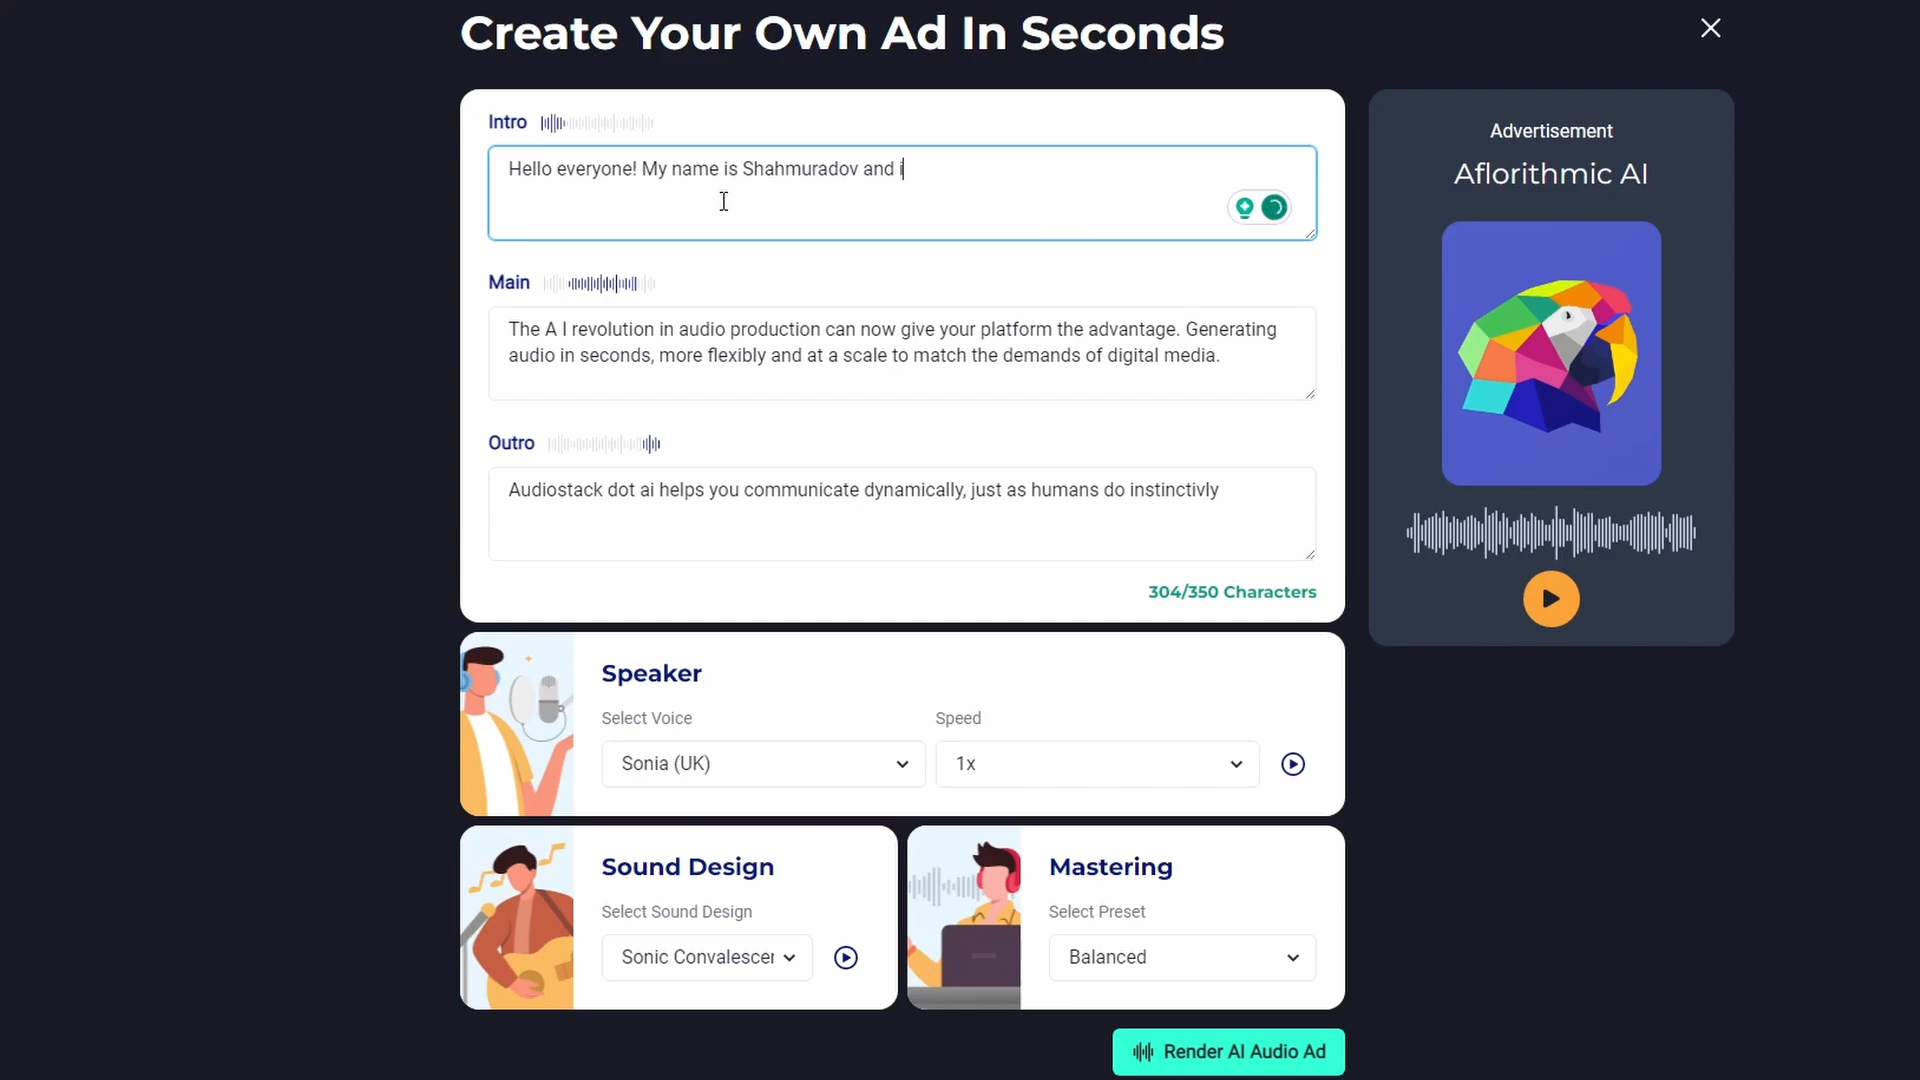 Create Your Own Ad In Seconds
Intro
Hello everyone! My name is Shahmuradov and i
Main
The A I revolution in audio production can now give your platform the advantage. Generating
audio in seconds, more flexibly and at a scale to match the demands of digital media.
Outro
Audiostack dot ai helps you communicate dynamically, just as humans do instinctivly
304/350 Characters
Advertisement
Aflorithmic AI
Speaker
Select Voice
Speed
Sonia (UK)
1x
Sound Design
Select Sound Design
Sonic Convalescer
Mastering
Select Preset
Balanced
Render AI Audio Ad